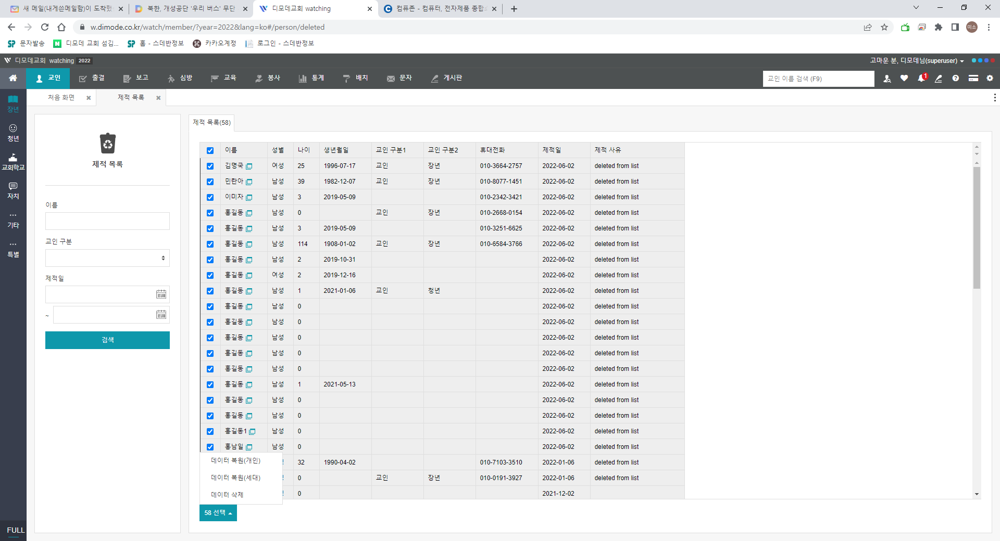 새 메일(내게쓴메일함)이 도착했
북한, 개성공단 '우리 버스' 무단
디모데교회 watching
컴퓨존 - 컴퓨터, 전자제품 종합
w.dimode.co.kr/watch/member/?year=2022&lang=ko#/person/deleted
미소
문자발송
디모데 교회 섬김...
홈 - 스데반정보
카카오계정
로그인 - 스데반정보
디모데교회 watching 2022
고마운 분, 디모데님(superuser)
교인
출결
보고
심방
교육
봉사
통계
배치
문자
게시판
교인 이름 검색 (F9)
1
처음 화면
제적 목록
장년
청년
교회학교
자치
기타
특별
FULL
제적 목록
이름
교인 구분
제적일
~
검색
제적 목록(58)
이름 성별 나이 생년월일 교인 구분1 교인 구분2 휴대전화 제적일 제적 사유
김명국 여성 25 1996-07-17 교인 장년 010-3664-2757 2022-06-02 deleted from list
민란아 남성 39 1982-12-07 교인 장년 010-8077-1451 2022-06-02 deleted from list
이미자 남성 3 2019-05-09 010-2342-3421 2022-06-02 deleted from list
홍길동 남성 0 교인 장년 010-2668-0154 2022-06-02 deleted from list
홍길동 남성 3 2019-05-09 010-3251-6625 2022-06-02 deleted from list
홍길동 남성 114 1908-01-02 교인 장년 010-6584-3766 2022-06-02 deleted from list
홍길동 남성 2 2019-10-31 2022-06-02 deleted from list
홍길동 여성 2 2019-12-16 2022-06-02 deleted from list
홍길동 남성 1 2021-01-06 교인 청년 2022-06-02 deleted from list
홍길동 남성 0 2022-06-02 deleted from list
홍길동 남성 0 2022-06-02 deleted from list
홍길동 남성 0 2022-06-02 deleted from list
홍길동 남성 0 2022-06-02 deleted from list
홍길동 남성 0 2022-06-02 deleted from list
홍길동 남성 1 2021-05-13 2022-06-02 deleted from list
홍길동 남성 0 2022-06-02 deleted from list
홍길동 남성 0 2022-06-02 deleted from list
홍길동1 남성 0 2022-06-02 deleted from list
홍남일 남성 0 2022-06-02 deleted from list
32 1990-04-02 010-7103-3510 2022-01-06 deleted from list
0 교인 장년 010-0191-3927 2022-01-06 deleted from list
0 2021-12-02
데이터 복원(개인)
데이터 복원(세대)
데이터 삭제
58 선택